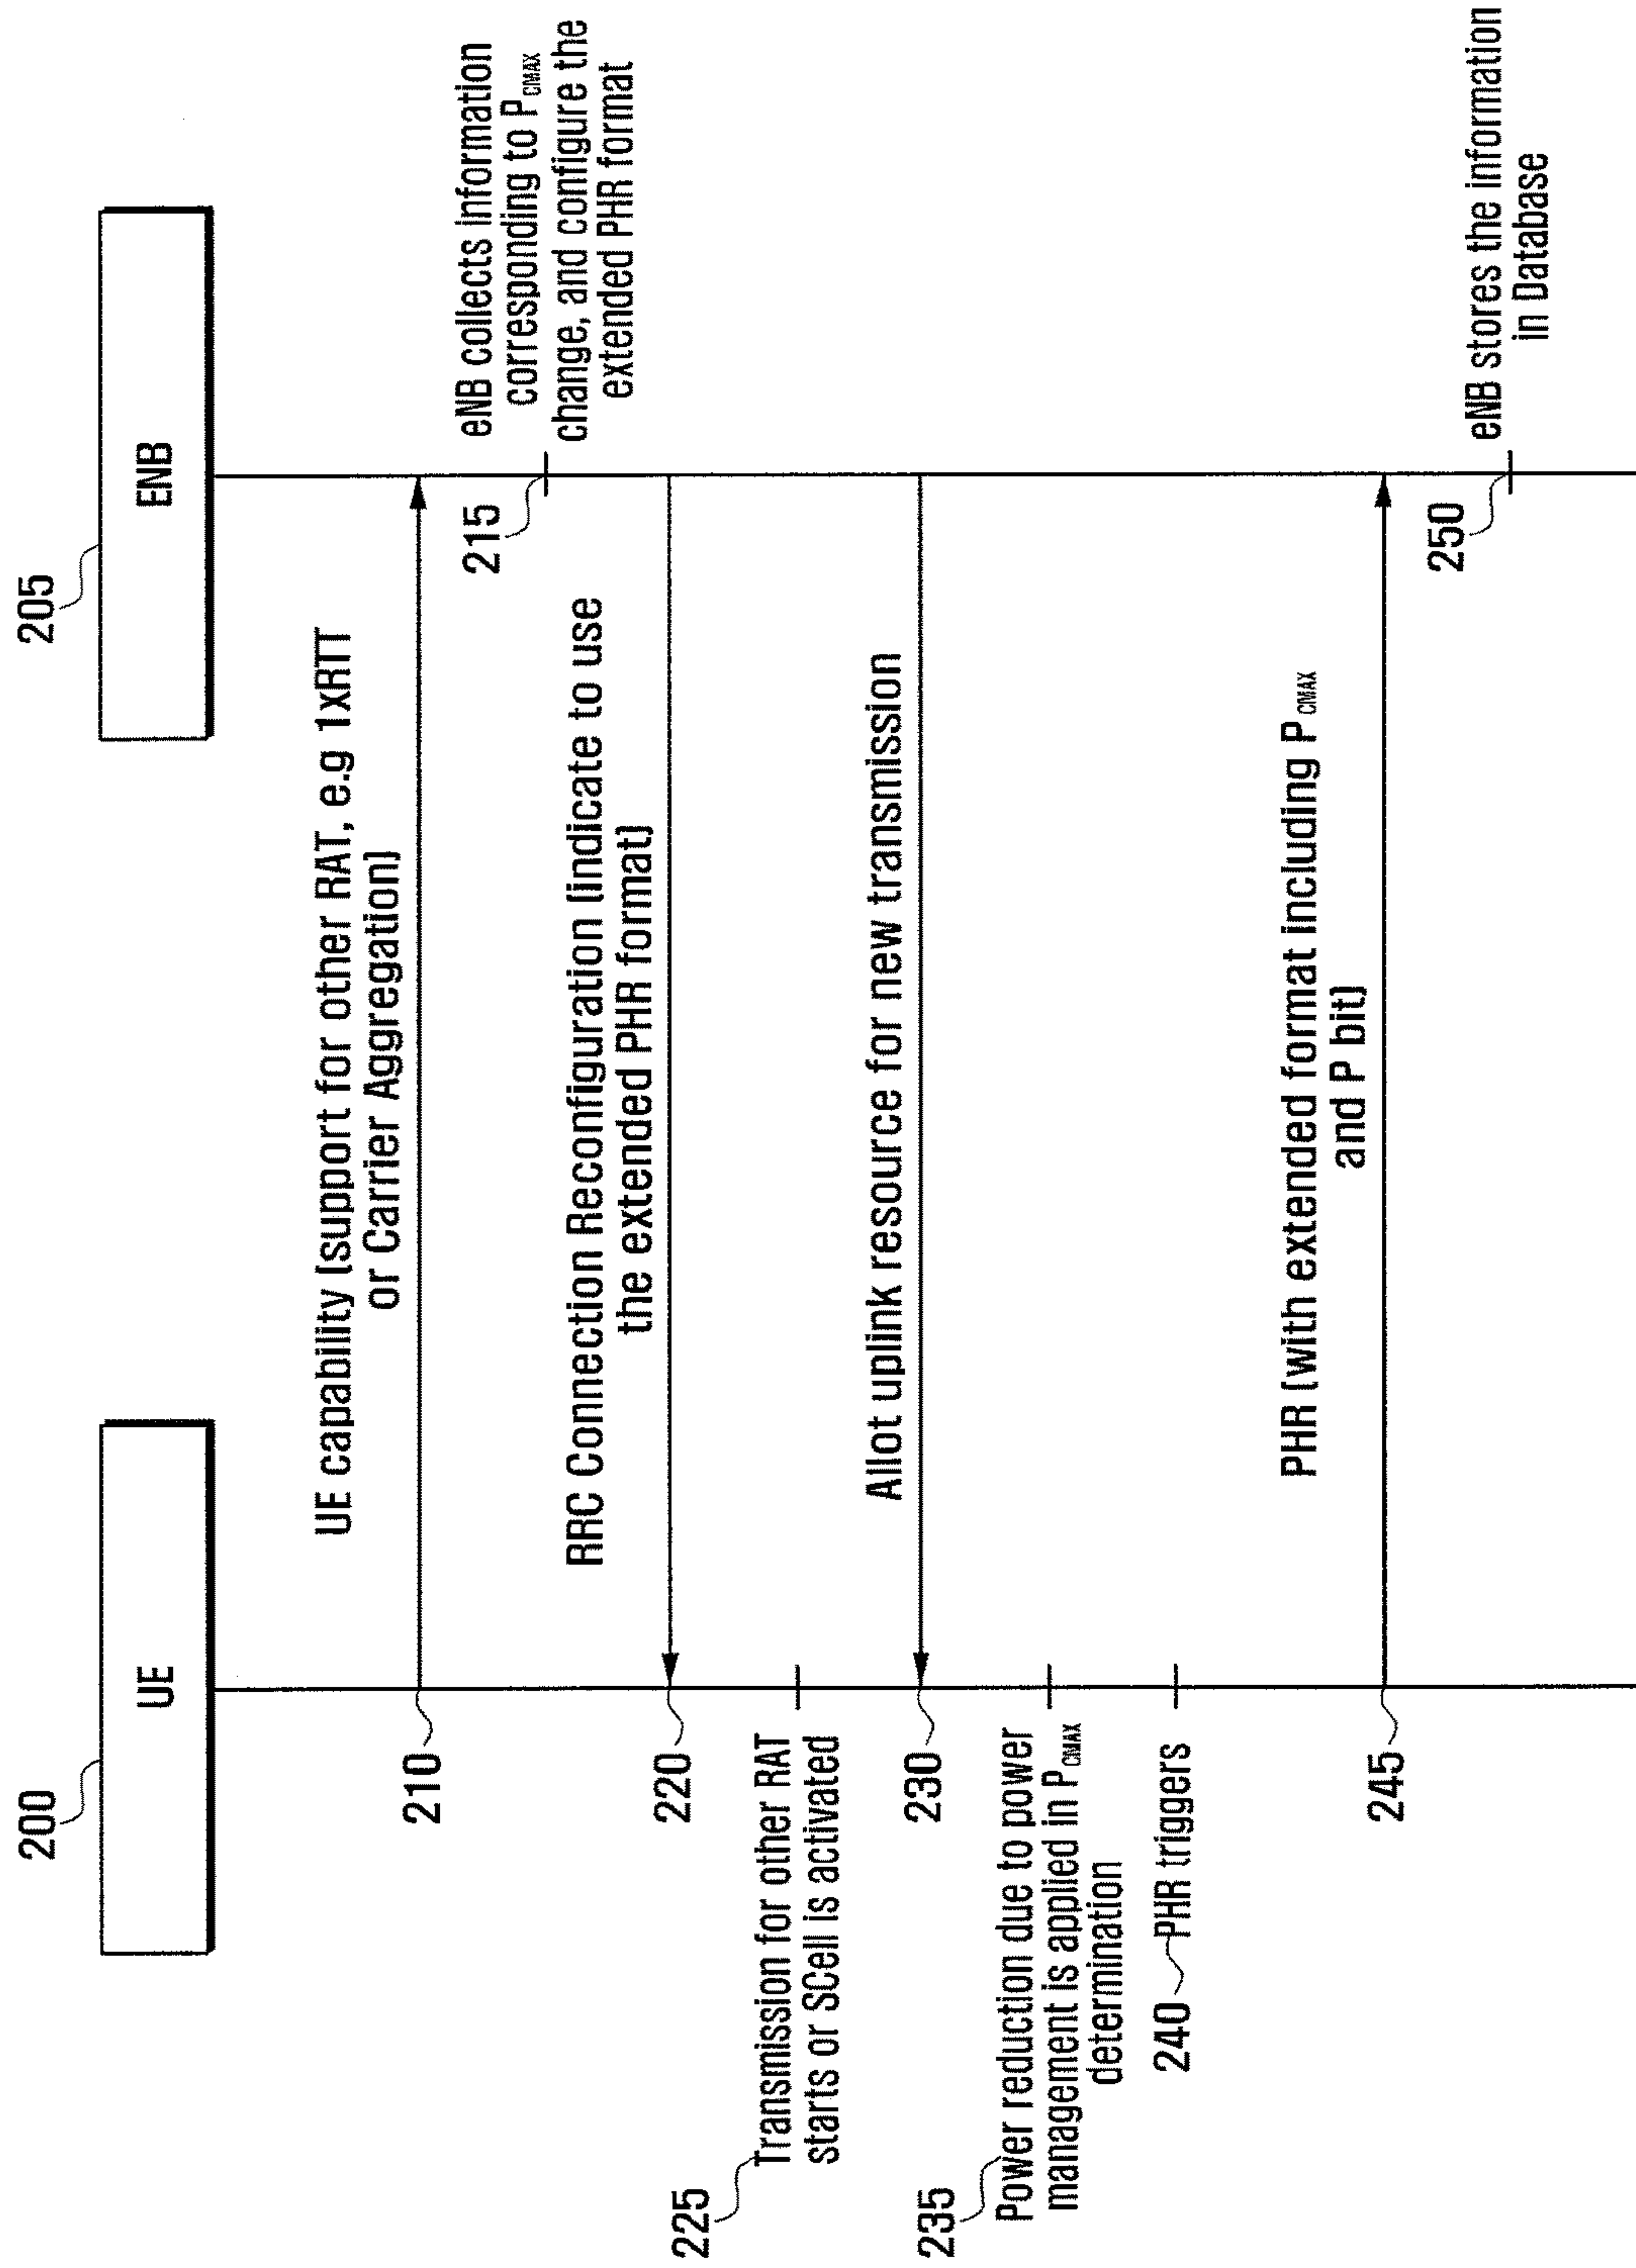 200
205
UE
ENB
UE capability (support for other RAT, e.g 1xRTT
or Carrier Aggregation)
210
215
eNB collects information
corresponding to PCMAX
change, and configure the
extended PHR format
RRC Connection Reconfiguration (indicate to use
the extended PHR format)
220
225
Transmission for other RAT
starts or SCell is activated
Allot uplink resource for new transmission
230
235
Power reduction due to power
management is applied in PCMAX
determination
240 PHR triggers
PHR (with extended format including PCMAX
and P bit)
245
250
eNB stores the information
in Database